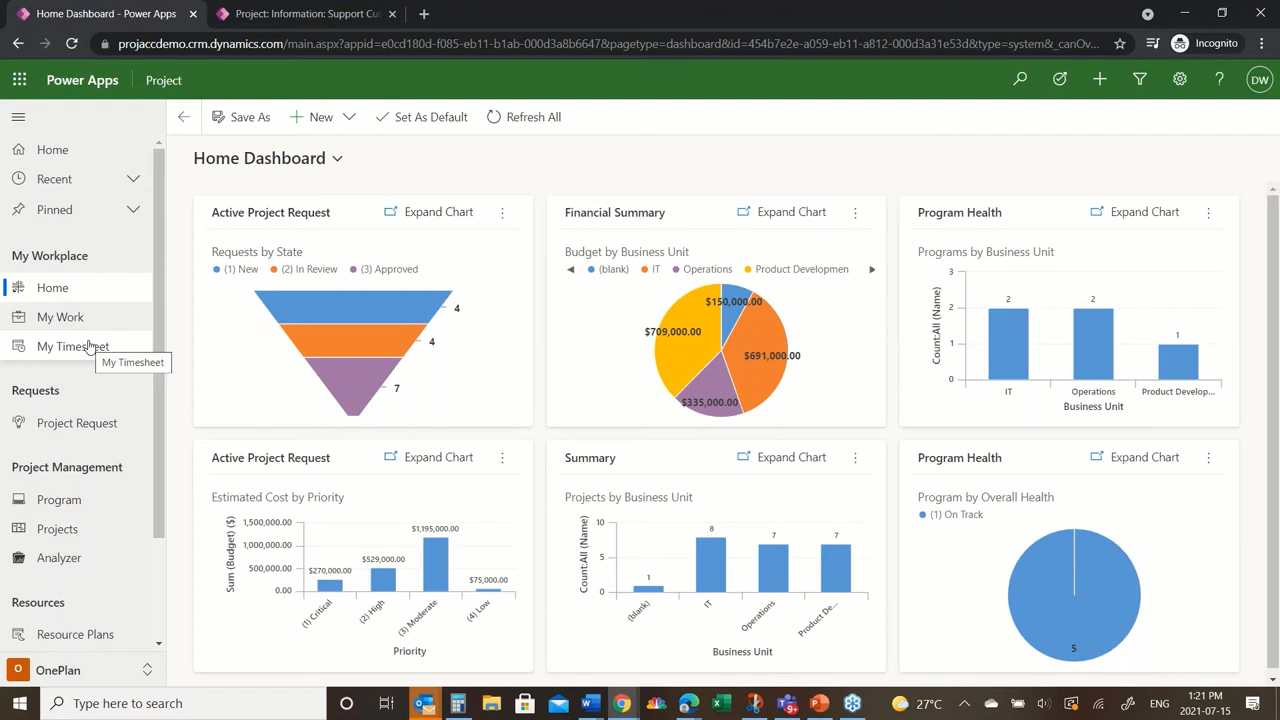 Home Dashboard - Power Apps
Project: Information: Support Cu
projaccdemo.crm.dynamics.com/main.aspx?appid=e0cd180d-f085-eb11-b1ab-000d3a8b6647&pagetype=dashboard&id=454b7e2e-a059-eb11-a812-000d3a31e53d&type=system&_canOv...
Incognito
Power Apps
Project
DW
Save As
New
Set As Default
Refresh All
Home
Recent
Pinned
My Workplace
Home
My Work
My Timesheet
My Timesheet
Requests
Project Request
Project Management
Program
Projects
Analyzer
Resources
Resource Plans
O
OnePlan
Home Dashboard
Active Project Request
Expand Chart
Requests by State
(1) New
(2) In Review
(3) Approved
4
4
7
Financial Summary
Expand Chart
Budget by Business Unit
(blank)
IT
Operations
Product Developmen
$150,000.00
$709,000.00
$691,000.00
$335,000.00
Program Health
Expand Chart
Programs by Business Unit
Count:All (Name)
3
2
1
0
2
2
1
IT
Operations
Product Develop...
Business Unit
Active Project Request
Expand Chart
Estimated Cost by Priority
Sum (Budget) ($)
1,500,000.00
1,000,000.00
500,000.00
0.00
$270,000.00
$529,000.00
$1,195,000.00
$75,000.00
(1) Critical
(2) High
(3) Moderate
(4) Low
Priority
Summary
Expand Chart
Projects by Business Unit
Count:All (Name)
10
5
0
1
8
7
7
(blank)
IT
Operations
Product De...
Business Unit
Program Health
Expand Chart
Program by Overall Health
(1) On Track
5
Type here to search
27°C
ENG
1:21 PM
2021-07-15